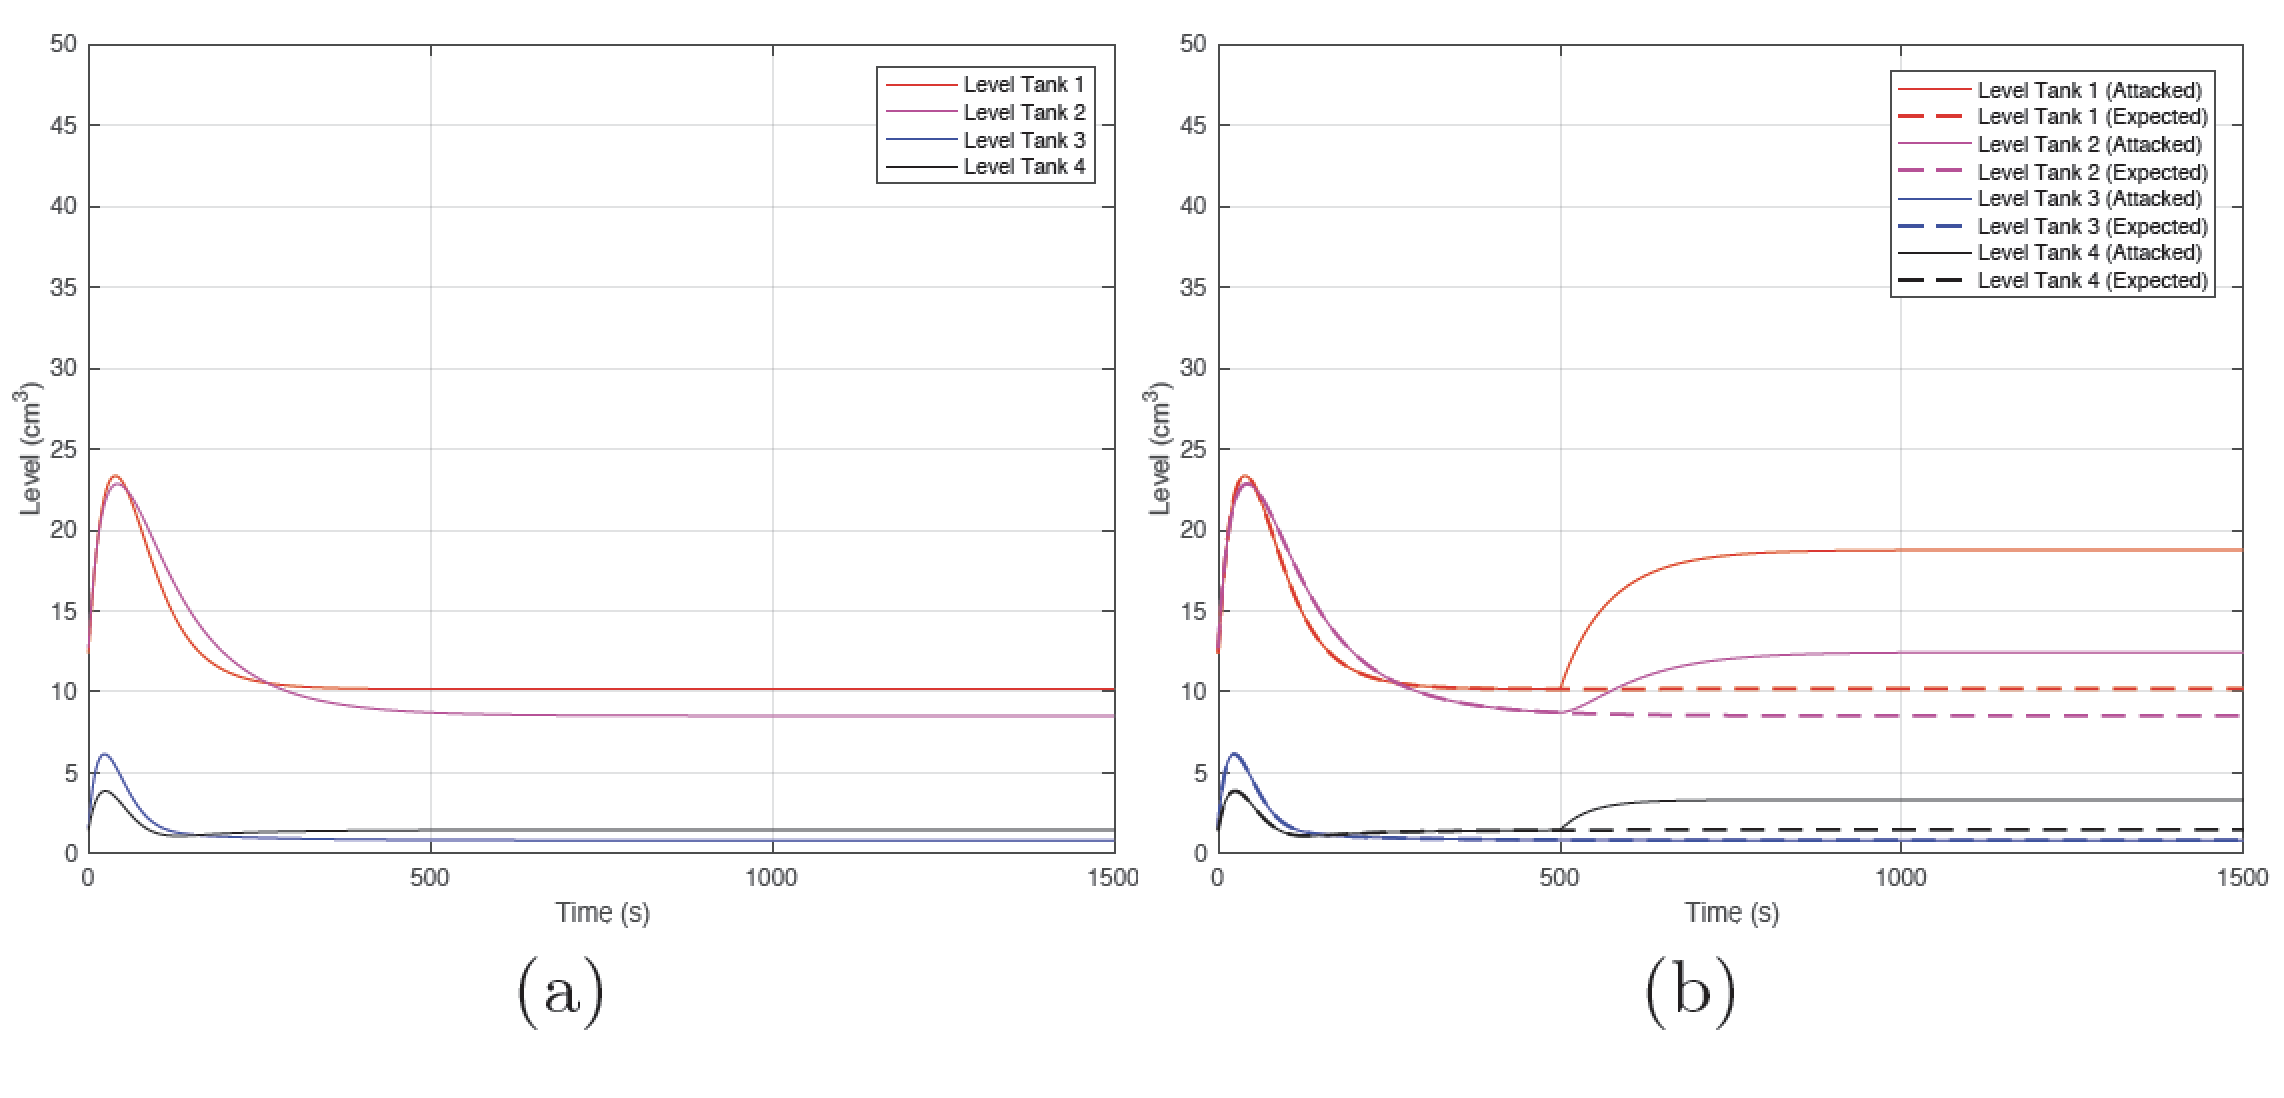 50
45
40
35
30
25
20
15
10
5
0
Level (cm³)
Level Tank 1
Level Tank 2
Level Tank 3
Level Tank 4
0 500 1000 1500
Time (s)
(a)
50
45
40
35
30
25
20
15
10
5
0
Level (cm³)
Level Tank 1 (Attacked)
Level Tank 1 (Expected)
Level Tank 2 (Attacked)
Level Tank 2 (Expected)
Level Tank 3 (Attacked)
Level Tank 3 (Expected)
Level Tank 4 (Attacked)
Level Tank 4 (Expected)
0 500 1000 1500
Time (s)
(b)